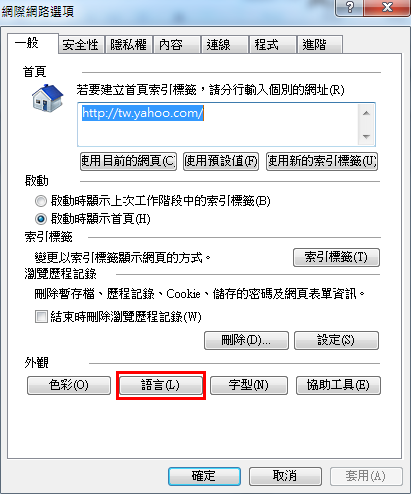 網際網路選項
一般 安全性 隱私權 內容 連線 程式 進階
首頁
若要建立首頁索引標籤，請分行輸入個別的網址(R)
http://tw.yahoo.com/
使用目前的網頁(C 使用預設值(F) 使用新的索引標籤(U)
啟動
啟動時顯示上次工作階段中的索引標籤(B)
啟動時顯示首頁(H)
索引標籤
變更以索引標籤顯示網頁的方式。 索引標籤(T)
瀏覽歷程記錄
刪除暫存檔、歷程記錄、Cookie、儲存的密碼及網頁表單資訊。
結束時刪除瀏覽歷程記錄(W)
刪除(D)... 設定(S)
外觀
色彩(O) 語言(L) 字型(N) 協助工具(E)
確定 取消 套用(A)